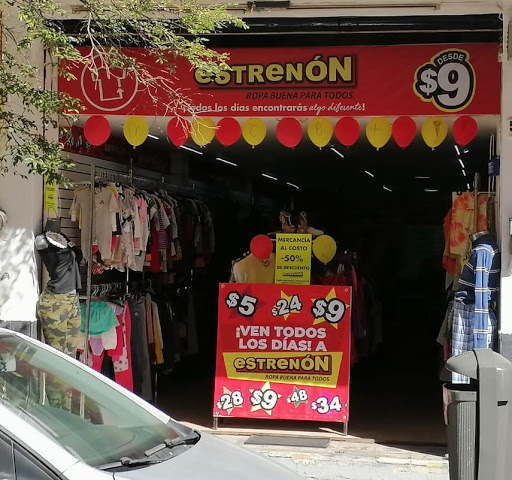 estrenón
ROPA BUENA PARA TODOS.
¡Todos los días encontrarás algo diferente!
DESDE
$9
MERCANCÍA
AL COSTO
-50%
DE DESCUENTO
$5 $24 $9
¡VEN TODOS
LOS DÍAS! A
estrenón
ROPA BUENA PARA TODOS.
$28 $9 $48 $34